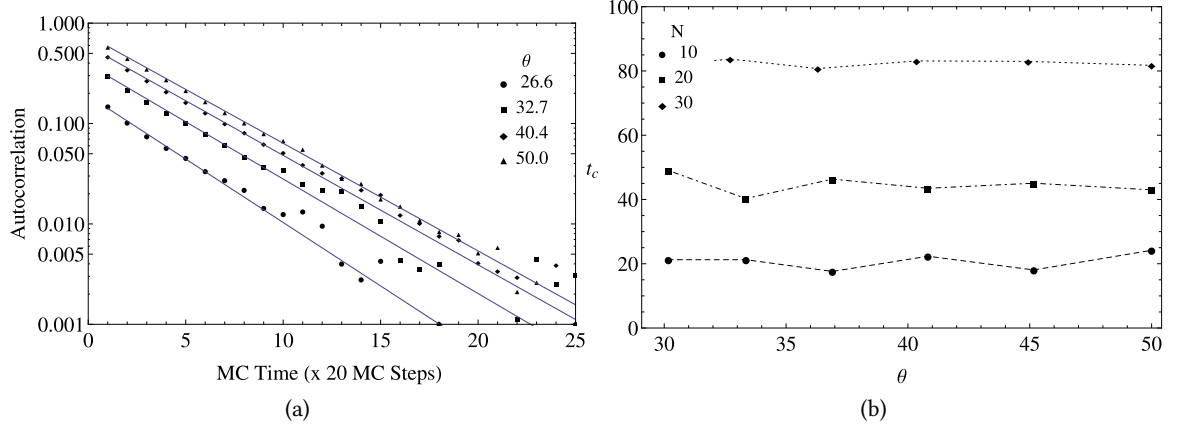 1.000
0.500
0.100
0.050
0.010
0.005
0.001
Autocorrelation
θ
26.6
32.7
40.4
50.0
0 5 10 15 20 25
MC Time (x 20 MC Steps)
(a)
100
80
60
40
20
0
t_c
N
10
20
30
30 35 40 45 50
θ
(b)